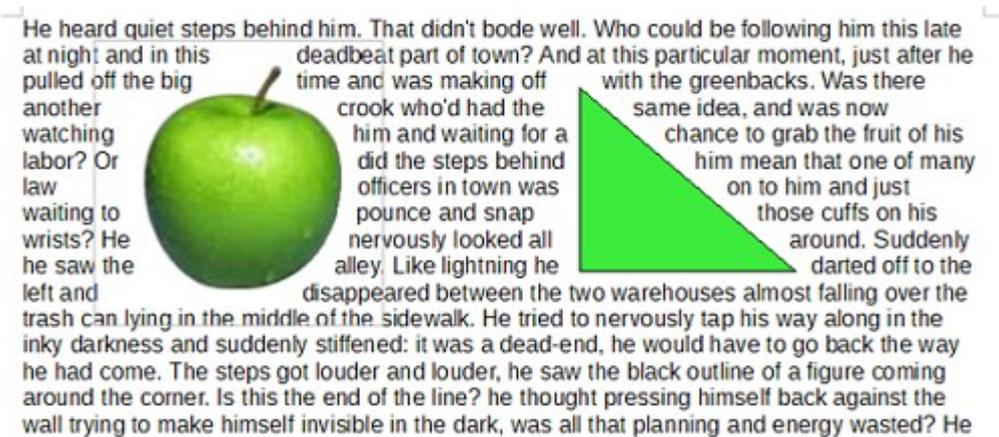 He heard quiet steps behind him. That didn't bode well. Who could be following him this late
at night and in this deadbeat part of town? And at this particular moment, just after he
pulled off the big time and was making off with the greenbacks. Was there
another crook who'd had the same idea, and was now
watching him and waiting for a chance to grab the fruit of his
labor? Or did the steps behind him mean that one of many
law officers in town was on to him and just
waiting to pounce and snap those cuffs on his
wrists? He nervously looked all around. Suddenly
he saw the alley. Like lightning he darted off to the
left and disappeared between the two warehouses almost falling over the
trash can lying in the middle of the sidewalk. He tried to nervously tap his way along in the
inky darkness and suddenly stiffened: it was a dead-end, he would have to go back the way
he had come. The steps got louder and louder, he saw the black outline of a figure coming
around the corner. Is this the end of the line? he thought pressing himself back against the
wall trying to make himself invisible in the dark, was all that planning and energy wasted? He